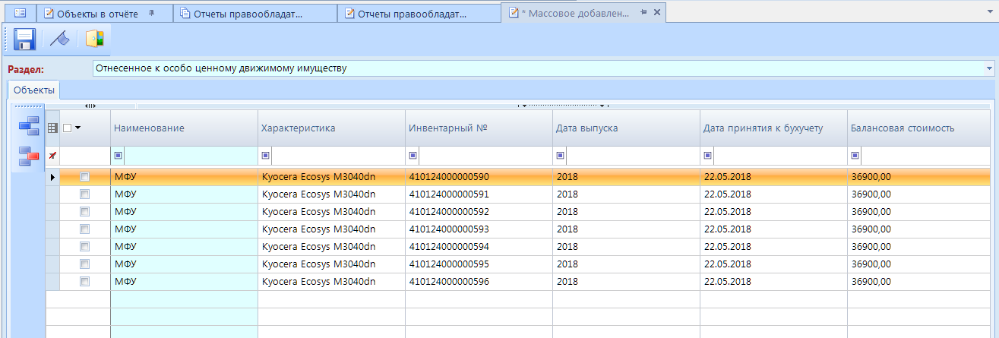 Объекты в отчёте
Отчеты правообладат...
Отчеты правообладат...
* Массовое добавлен...
Раздел: Отнесенное к особо ценному движимому имуществу
Объекты
Наименование Характеристика Инвентарный № Дата выпуска Дата принятия к бухучету Балансовая стоимость
МФУ Kyocera Ecosys M3040dn 410124000000590 2018 22.05.2018 36900,00
МФУ Kyocera Ecosys M3040dn 410124000000591 2018 22.05.2018 36900,00
МФУ Kyocera Ecosys M3040dn 410124000000592 2018 22.05.2018 36900,00
МФУ Kyocera Ecosys M3040dn 410124000000593 2018 22.05.2018 36900,00
МФУ Kyocera Ecosys M3040dn 410124000000594 2018 22.05.2018 36900,00
МФУ Kyocera Ecosys M3040dn 410124000000595 2018 22.05.2018 36900,00
МФУ Kyocera Ecosys M3040dn 410124000000596 2018 22.05.2018 36900,00